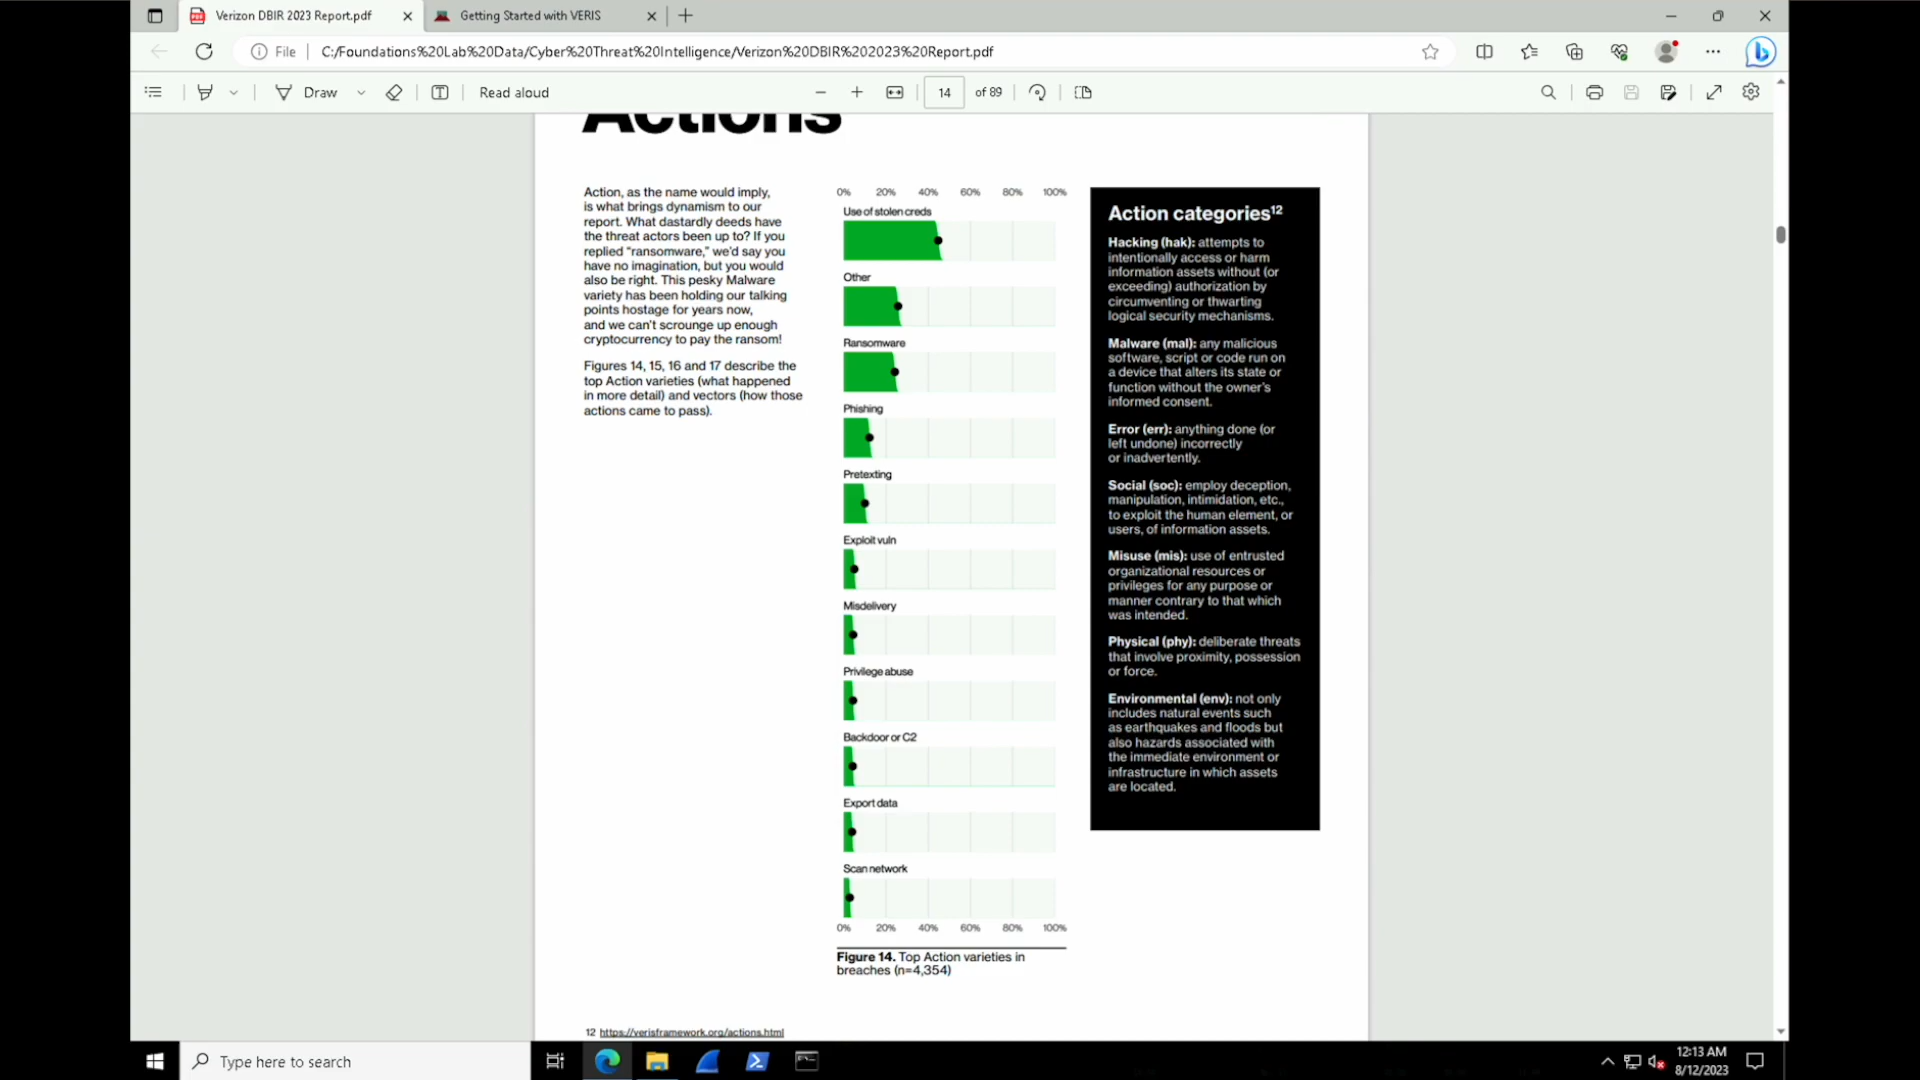 Verizon DBIR 2023 Report.pdf
Getting Started with VERIS
File
C:/Foundations%20Lab%20Data/Cyber%20Threat%20Intelligence/Verizon%20DBIR%202023%20Report.pdf
Draw
Read aloud
14
of 89
Actions
Action, as the name would imply,
is what brings dynamism to our
report. What dastardly deeds have
the threat actors been up to? If you
replied “ransomware,” we’d say you
have no imagination, but you would
also be right. This pesky Malware
variety has been holding our talking
points hostage for years now,
and we can’t scrounge up enough
cryptocurrency to pay the ransom!
Figures 14, 15, 16 and 17 describe the
top Action varieties (what happened
in more detail) and vectors (how those
actions came to pass).
0% 20% 40% 60% 80% 100%
Use of stolen creds
Other
Ransomware
Phishing
Pretexting
Exploit vuln
Misdelivery
Privilege abuse
Backdoor or C2
Export data
Scan network
0% 20% 40% 60% 80% 100%
Figure 14. Top Action varieties in
breaches (n=4,354)
Action categories¹²
Hacking (hak): attempts to
intentionally access or harm
information assets without (or
exceeding) authorization by
circumventing or thwarting
logical security mechanisms.
Malware (mal): any malicious
software, script or code run on
a device that alters its state or
function without the owner’s
informed consent.
Error (err): anything done (or
left undone) incorrectly
or inadvertently.
Social (soc): employ deception,
manipulation, intimidation, etc.,
to exploit the human element, or
users, of information assets.
Misuse (mis): use of entrusted
organizational resources or
privileges for any purpose or
manner contrary to that which
was intended.
Physical (phy): deliberate threats
that involve proximity, possession
or force.
Environmental (env): not only
includes natural events such
as earthquakes and floods but
also hazards associated with
the immediate environment or
infrastructure in which assets
are located.
12 https://verisframework.org/actions.html
Type here to search
12:13 AM
8/12/2023